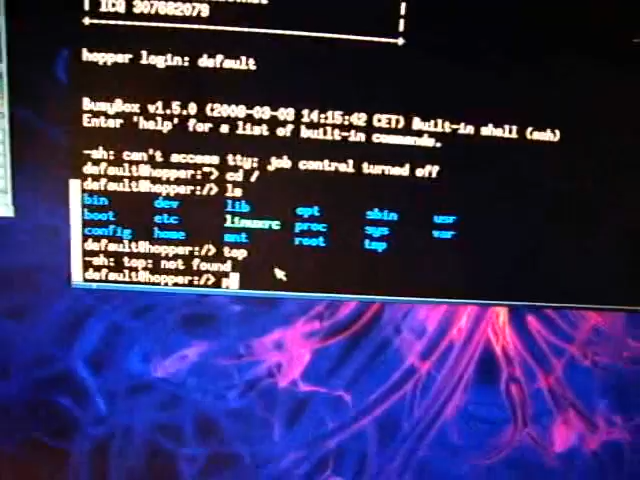 | ICQ 307682079 |
hopper login: default
BusyBox v1.5.0 (2008-03-03 14:15:42 CET) Built-in shell (ash)
Enter 'help' for a list of built-in commands.
-sh: can't access tty; job control turned off
default@hopper:~> cd /
default@hopper:/> ls
bin dev lib opt sbin usr
boot etc linuxrc proc sys var
config home mnt root tmp
default@hopper:/> top
-sh: top: not found
default@hopper:/> p